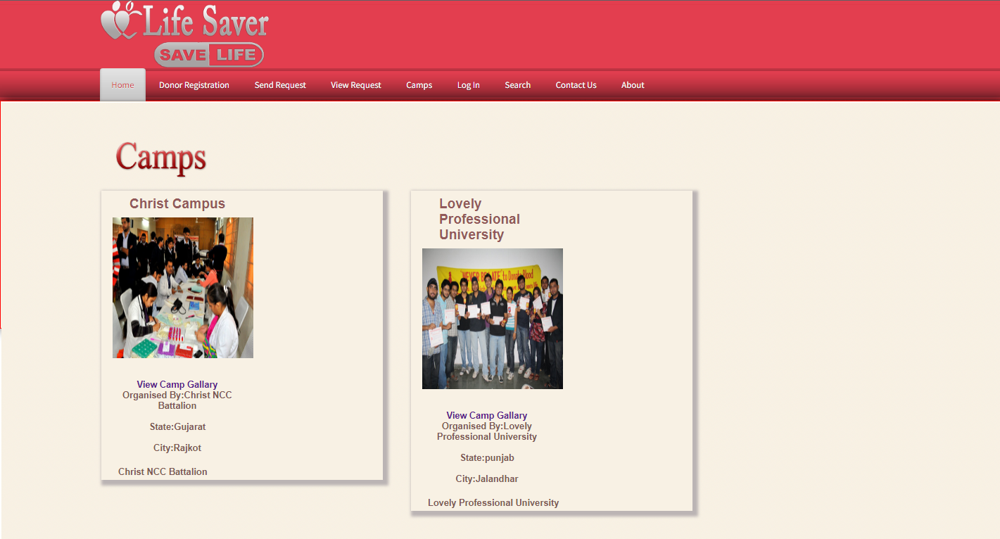 Life Saver
SAVE LIFE
Home Donor Registration Send Request View Request Camps Log In Search Contact Us About
Camps
Christ Campus
View Camp Gallary
Organised By:Christ NCC
Battalion
State:Gujarat
City:Rajkot
Christ NCC Battalion
Lovely
Professional
University
to Donate Blood
View Camp Gallary
Organised By:Lovely
Professional University
State:punjab
City:Jalandhar
Lovely Professional University